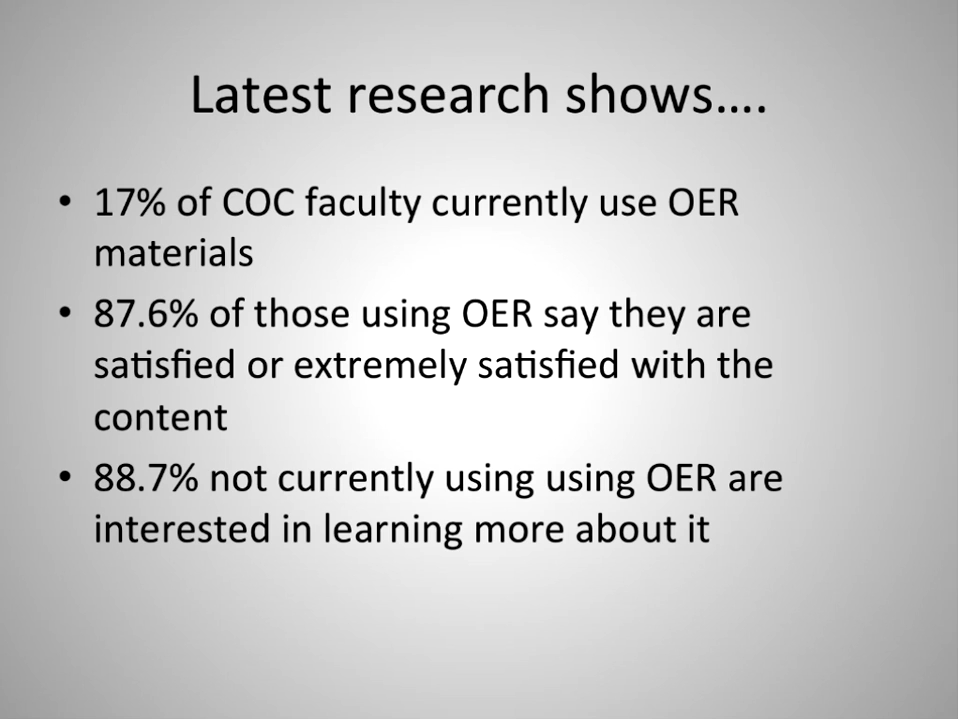 Latest research shows....
• 17% of COC faculty currently use OER
materials
• 87.6% of those using OER say they are
satisfied or extremely satisfied with the
content
• 88.7% not currently using using OER are
interested in learning more about it